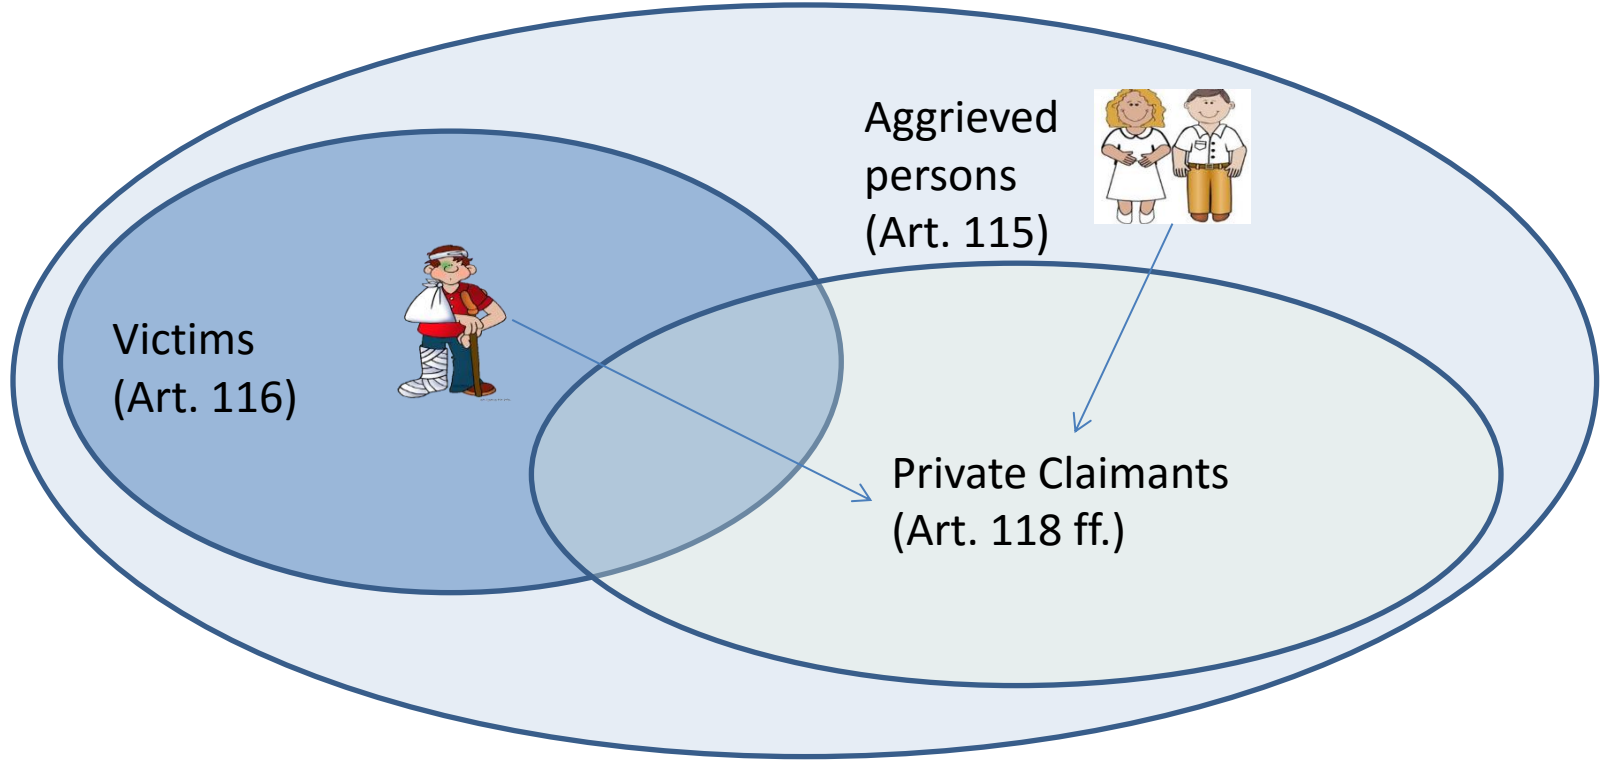 Aggrieved
persons
(Art. 115)
Victims
(Art. 116)
Private Claimants
(Art. 118 ff.)